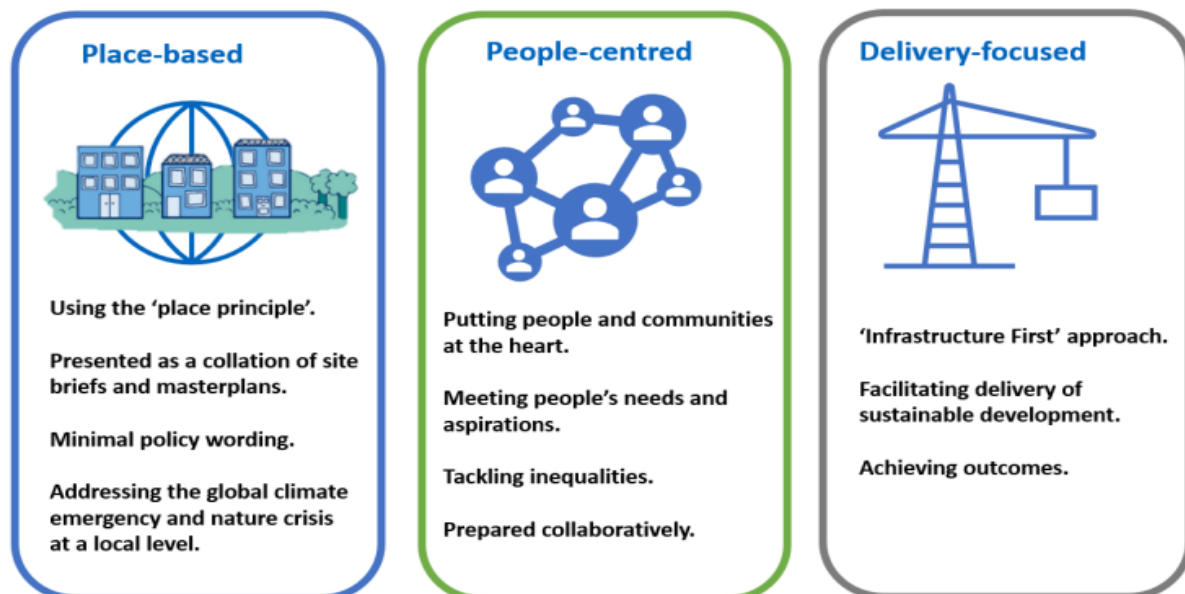 Place-based
Using the ‘place principle’.
Presented as a collation of site
briefs and masterplans.
Minimal policy wording.
Addressing the global climate
emergency and nature crisis
at a local level.
People-centred
Putting people and communities
at the heart.
Meeting people’s needs and
aspirations.
Tackling inequalities.
Prepared collaboratively.
Delivery-focused
‘Infrastructure First’ approach.
Facilitating delivery of
sustainable development.
Achieving outcomes.